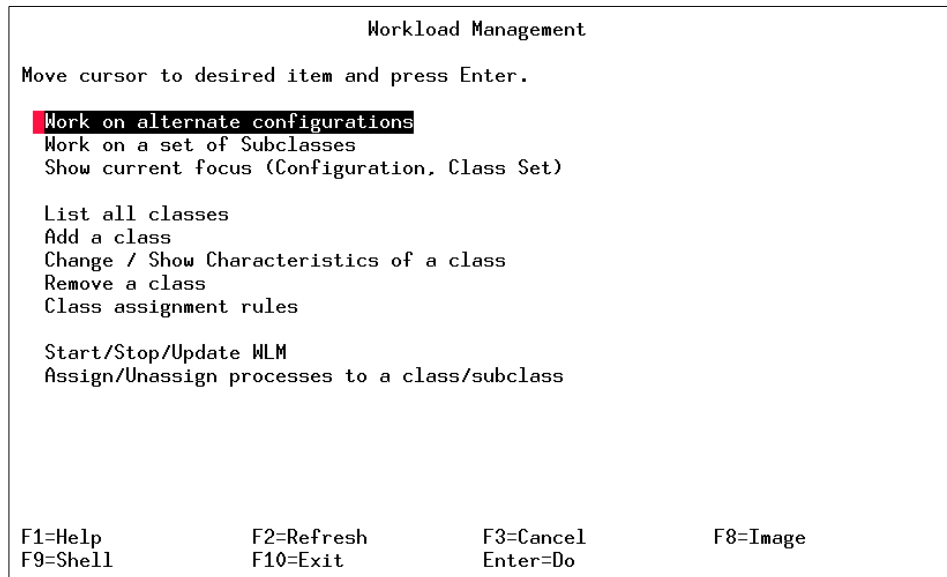 Workload Management
Move cursor to desired item and press Enter.
Work on alternate configurations
Work on a set of Subclasses
Show current focus (Configuration, Class Set)
List all classes
Add a class
Change / Show Characteristics of a class
Remove a class
Class assignment rules
Start/Stop/Update WLM
Assign/Unassign processes to a class/subclass
F1=Help F2=Refresh F3=Cancel F8=Image
F9=Shell F10=Exit Enter=Do